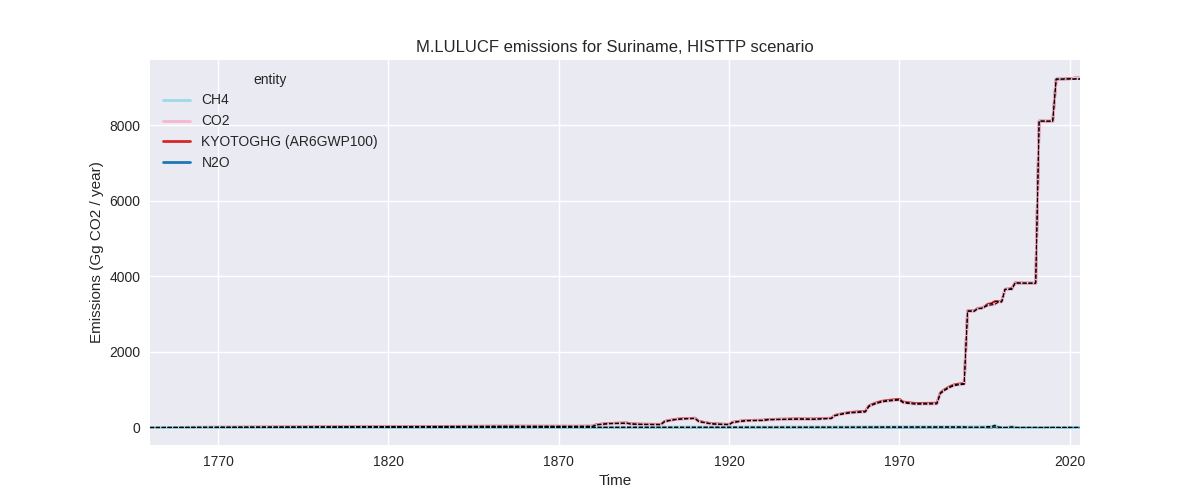 M.LULUCF emissions for Suriname, HISTTP scenario
entity
CH4
CO2
KYOTOGHG (AR6GWP100)
N2O
Emissions (Gg CO2 / year)
8000
6000
4000
2000
0
1770
1820
1870
1920
1970
2020
Time